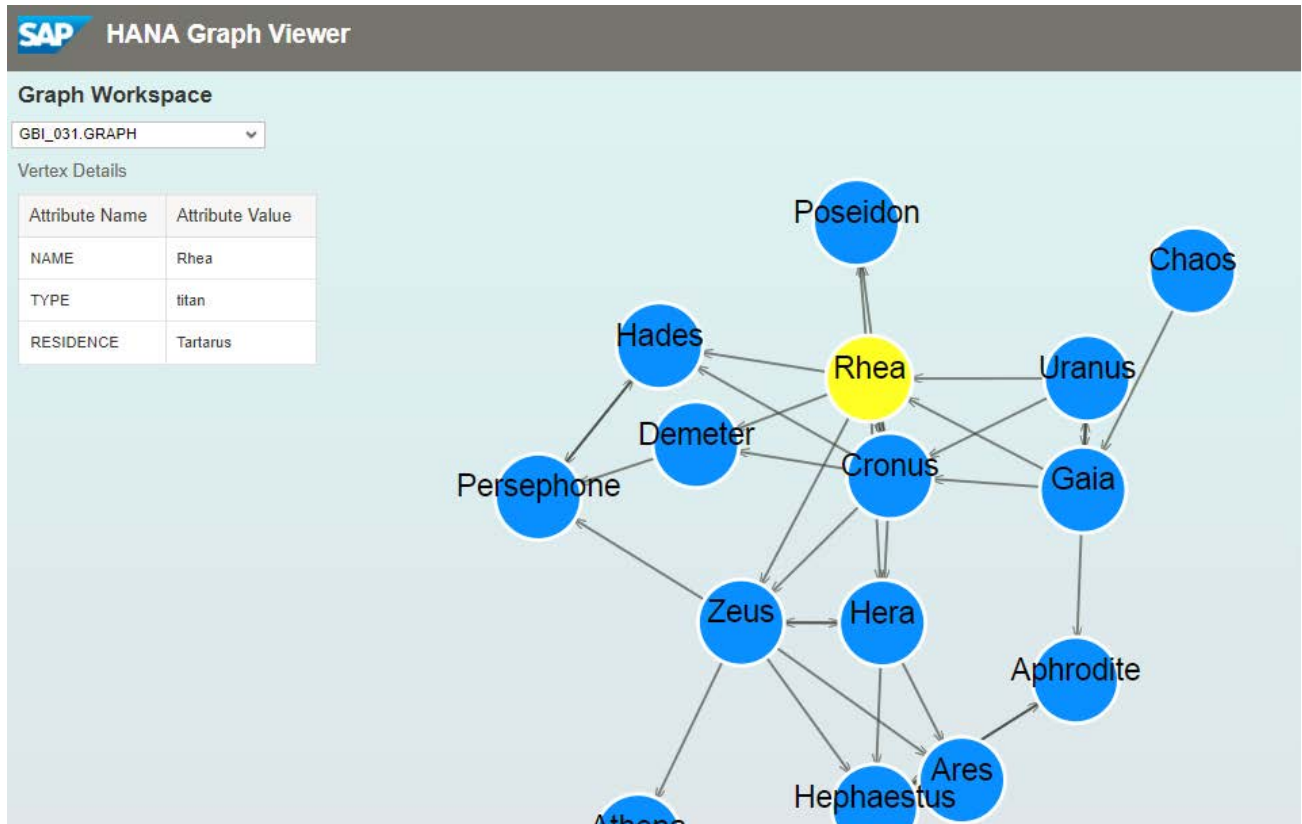 SAP HANA Graph Viewer
Graph Workspace
GBI_031.GRAPH
Vertex Details
Attribute Name Attribute Value
NAME Rhea
TYPE titan
RESIDENCE Tartarus
Poseidon
Chaos
Hades
Rhea
Uranus
Demeter
Cronus
Gaia
Persephone
Zeus
Hera
Aphrodite
Ares
Hephaestus
Athena